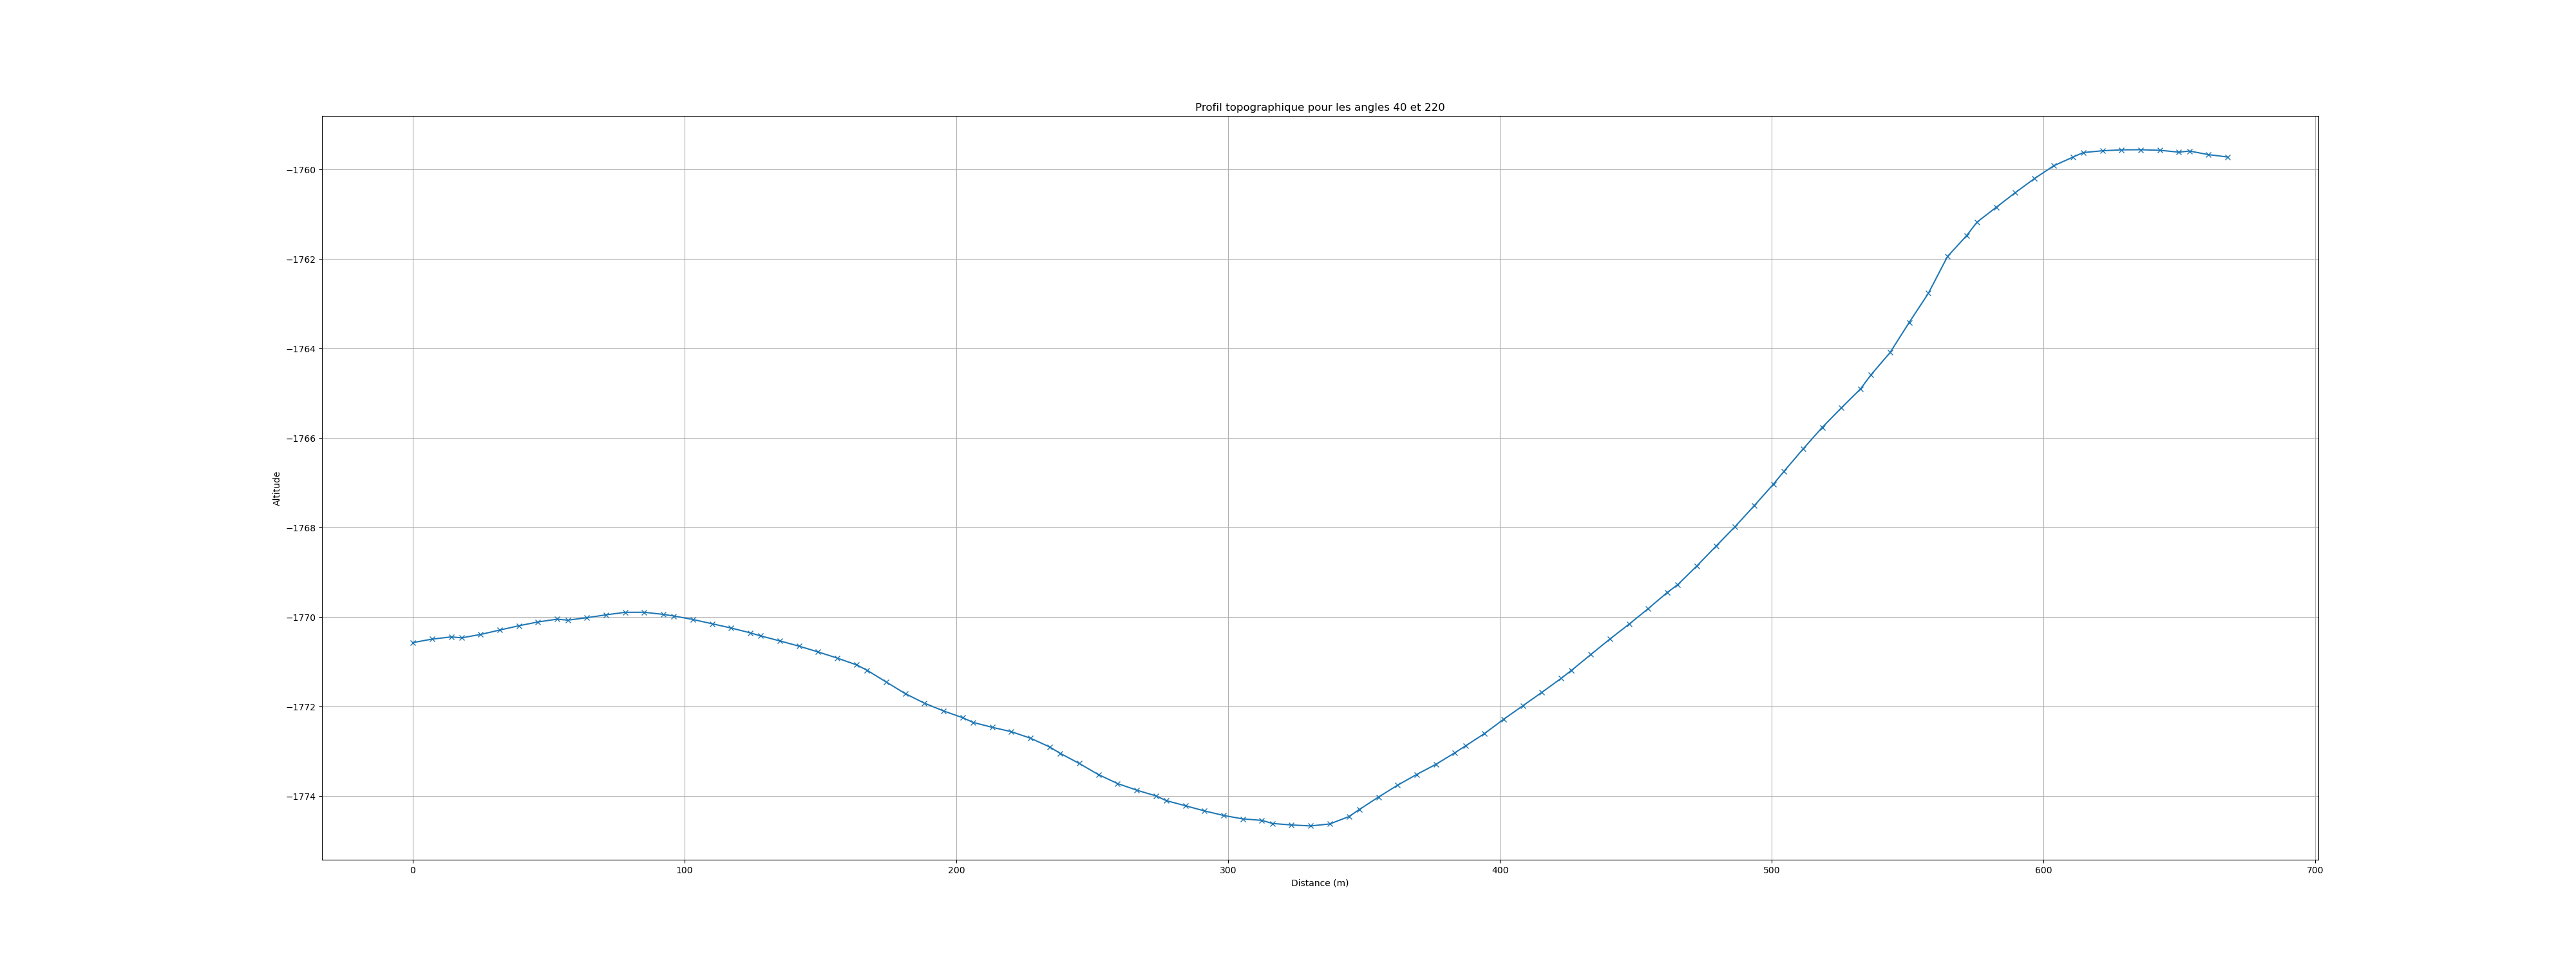 Profil topographique pour les angles 40 et 220
−1760
−1762
−1764
−1766
−1768
−1770
−1772
−1774
Altitude
0 100 200 300 400 500 600 700
Distance (m)